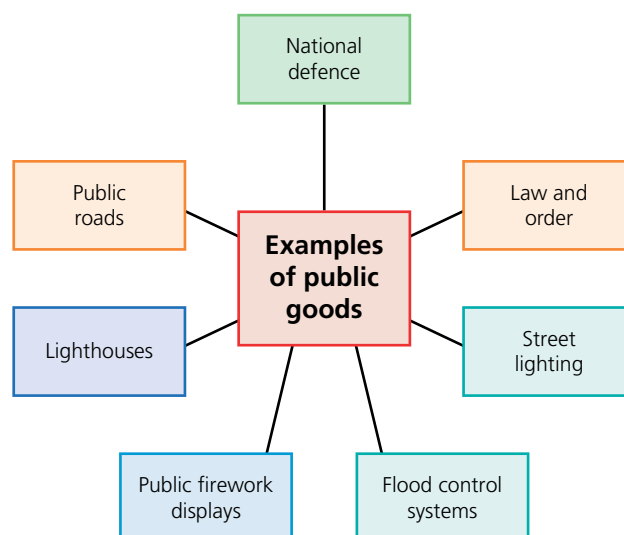 National
defence
Public
roads
Law and
order
Examples
of public
goods
Lighthouses
Street
lighting
Public firework
displays
Flood control
systems